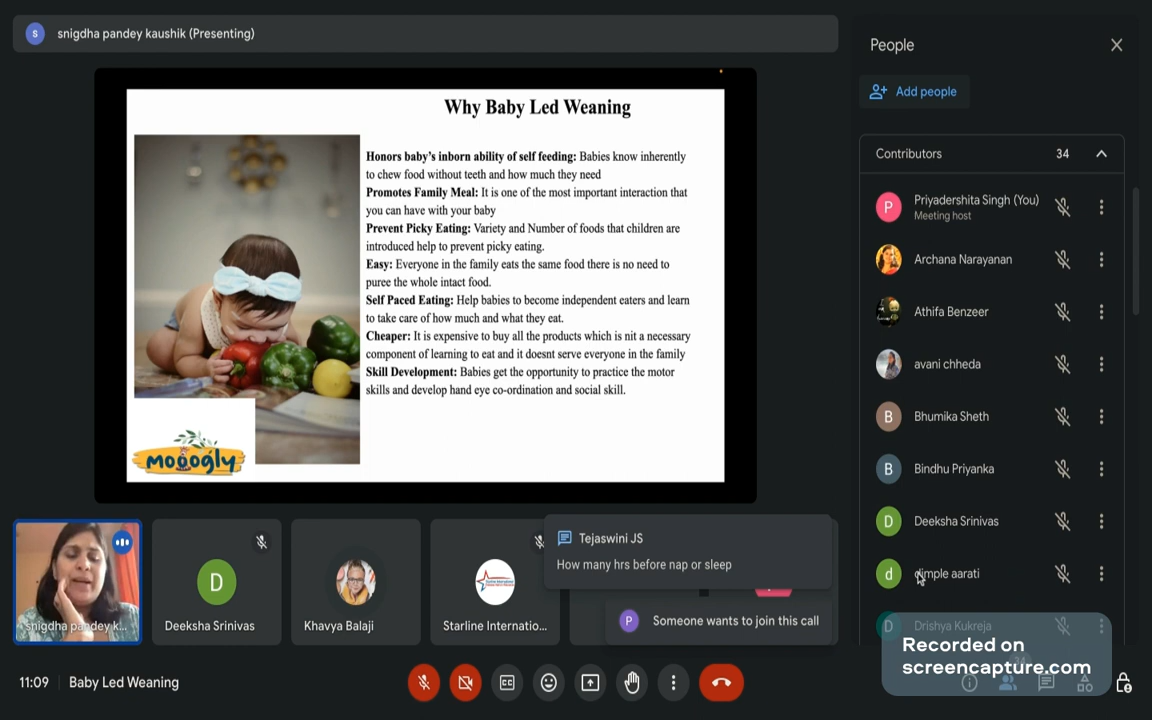 S
snigdha pandey kaushik (Presenting)
Why Baby Led Weaning
Honors baby's inborn ability of self feeding: Babies know inherently
to chew food without teeth and how much they need
Promotes Family Meal: It is one of the most important interaction that
you can have with your baby
Prevent Picky Eating: Variety and Number of foods that children are
introduced help to prevent picky eating.
Easy: Everyone in the family eats the same food there is no need to
puree the whole intact food.
Self Paced Eating: Help babies to become independent eaters and learn
to take care of how much and what they eat.
Cheaper: It is expensive to buy all the products which is nit a necessary
component of learning to eat and it doesnt serve everyone in the family
Skill Development: Babies get the opportunity to practice the motor
skills and develop hand eye co-ordination and social skill.
mooogly
snigdha pandey k...
D
Deeksha Srinivas
Khavya Balaji
Starline Internatio...
Tejaswini JS
How many hrs before nap or sleep
P
Someone wants to join this call
11:09
Baby Led Weaning
CC
People
Add people
Contributors
34
P
Priyadershita Singh (You)
Meeting host
Archana Narayanan
Athifa Benzeer
avani chheda
B
Bhumika Sheth
B
Bindhu Priyanka
D
Deeksha Srinivas
d
dimple aarati
D
Drishya Kukreja
Recorded on
screencapture.com